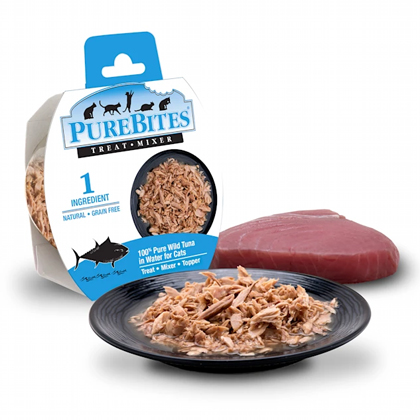 PUREBITES
TREAT • MIXER
1
INGREDIENT
NATURAL • GRAIN FREE
100% Pure Wild Tuna
in Water for Cats
Treat • Mixer • Topper